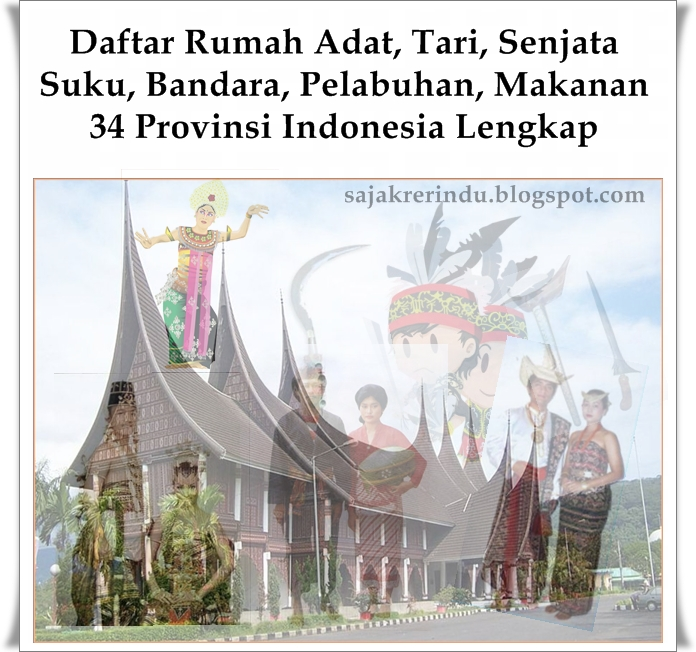 Daftar Rumah Adat, Tari, Senjata
Suku, Bandara, Pelabuhan, Makanan
34 Provinsi Indonesia Lengkap
sajakrerindu.blogspot.com